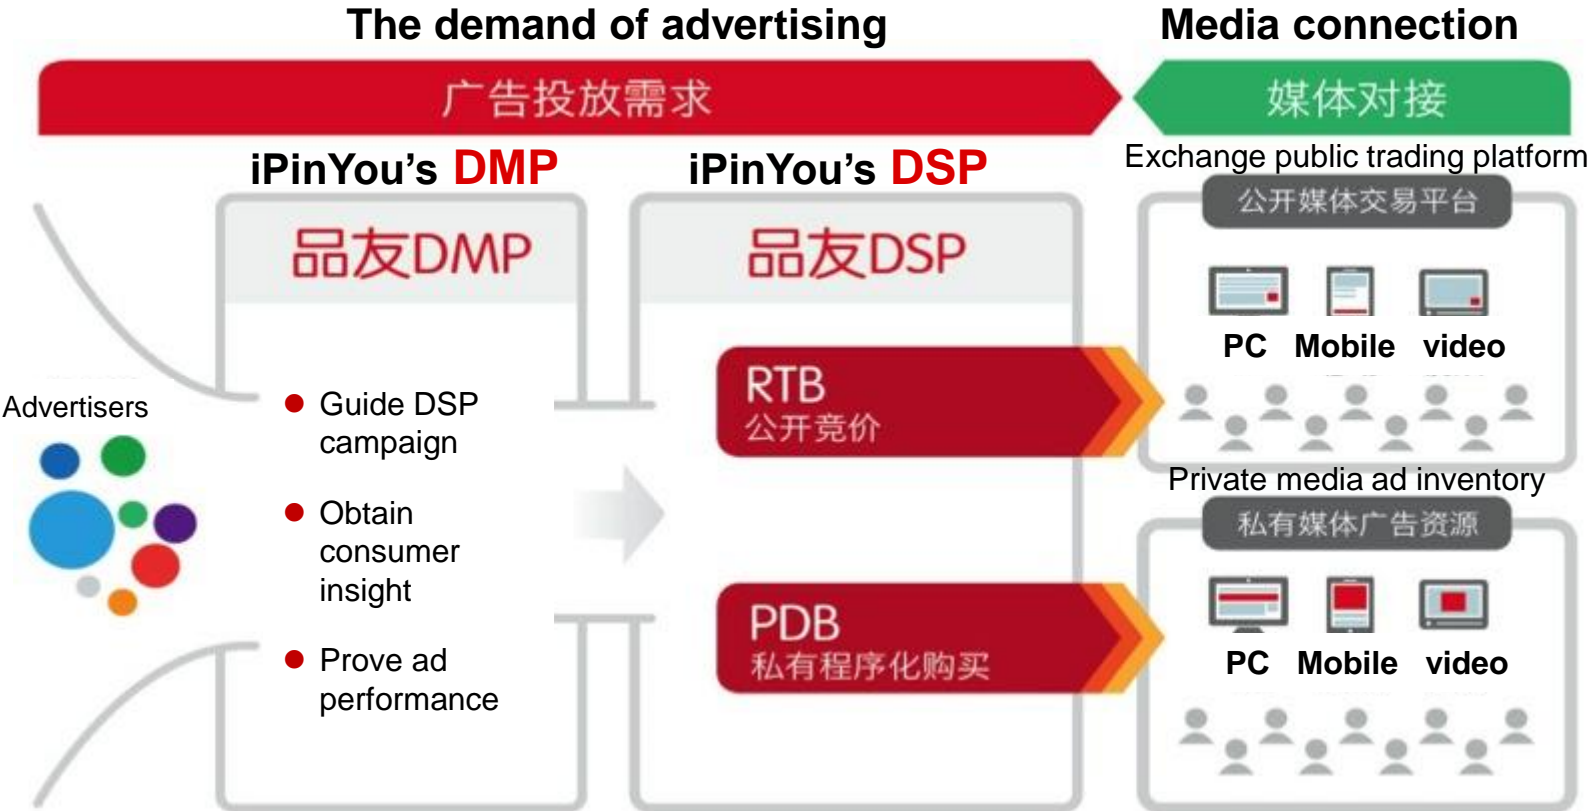 The demand of advertising
Media connection
广告投放需求
媒体对接
iPinYou's DMP
iPinYou's DSP
Exchange public trading platform
品友DMP
品友DSP
公开媒体交易平台
PC Mobile video
Advertisers
Guide DSP
campaign
Obtain
consumer
insight
Prove ad
performance
RTB
公开竞价
PDB
私有程序化购买
Private media ad inventory
私有媒体广告资源
PC Mobile video